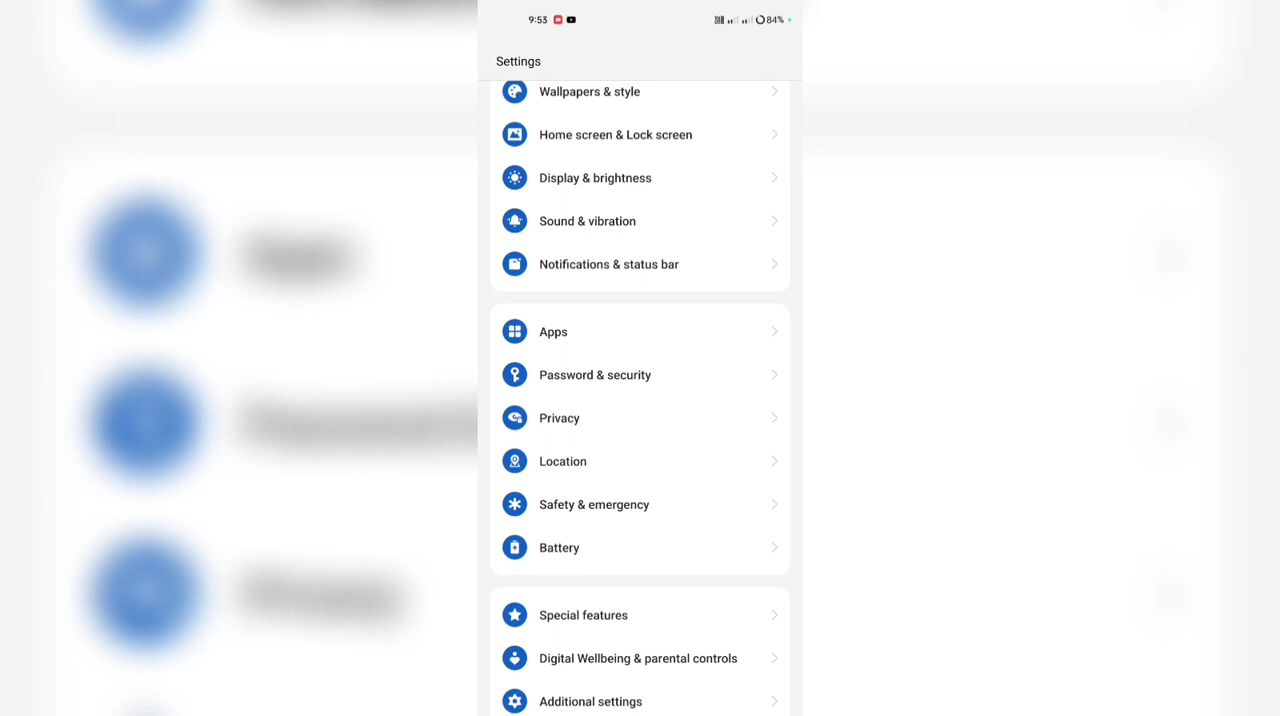 9:53
84%
Settings
Wallpapers & style
Home screen & Lock screen
Display & brightness
Sound & vibration
Notifications & status bar
Apps
Password & security
Privacy
Location
Safety & emergency
Battery
Special features
Digital Wellbeing & parental controls
Additional settings